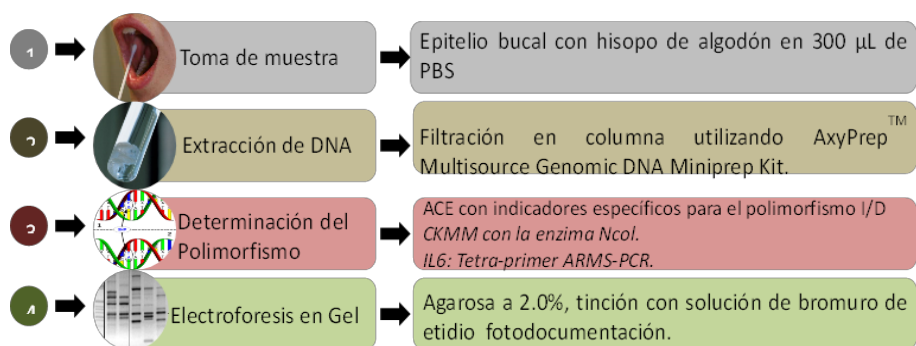 1
Toma de muestra
Epitelio bucal con hisopo de algodón en 300 µL de
PBS
Extracción de DNA
Filtración en columna utilizando AxyPrep™
Multisource Genomic DNA Miniprep Kit.
Determinación del
Polimorfismo
ACE con indicadores específicos para el polimorfismo I/D
CKMM con la enzima NcoI.
IL6: Tetra-primer ARMS-PCR.
4
Electroforesis en Gel
Agarosa a 2.0%, tinción con solución de bromuro de
etidio fotodocumentación.